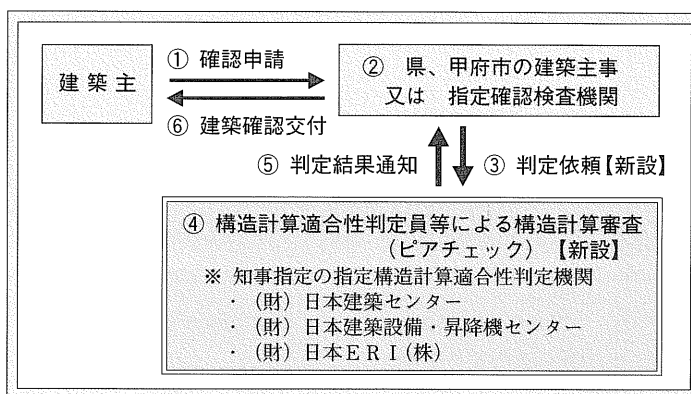 建築主
① 確認申請
⑥ 建築確認交付
② 県、甲府市の建築主事
又は 指定確認検査機関
⑤ 判定結果通知
③ 判定依頼【新設】
④ 構造計算適合性判定員等による構造計算審査
(ピアチェック)【新設】
※ 知事指定の指定構造計算適合性判定機関
・(財)日本建築センター
・(財)日本建築設備・昇降機センター
・(財)日本ERI(株)